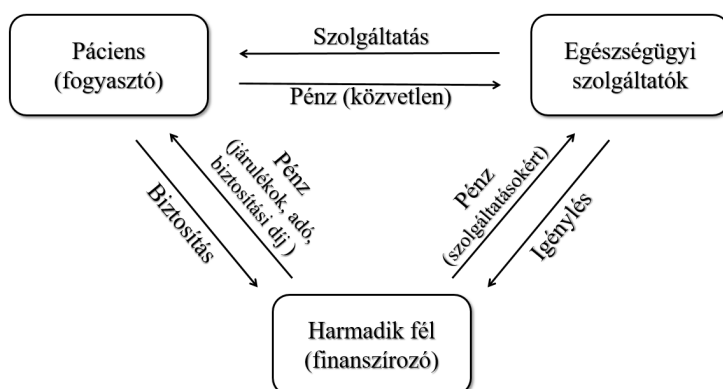 Páciens
(fogyasztó)
Szolgáltatás
Pénz (közvetlen)
Egészségügyi
szolgáltatók
Biztosítás
Pénz
(járulékok, adó,
biztosítási díj )
Pénz
(szolgáltatásokért)
Igénylés
Harmadik fél
(finanszírozó)